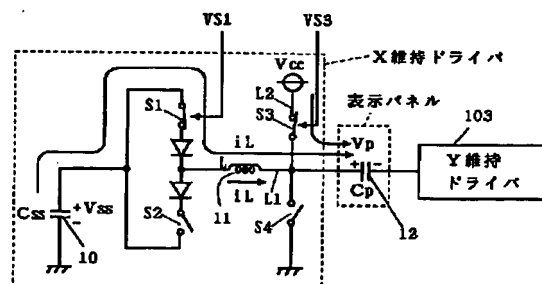 VS1
VS3
X維持ドライバ
Vcc
L2
S1
S3
表示パネル
103
iL
Vp
+ -
Y維持
ドライバ
L
Css
+Vss
-
S2
iL
L1
Cp
10
11
S4
12